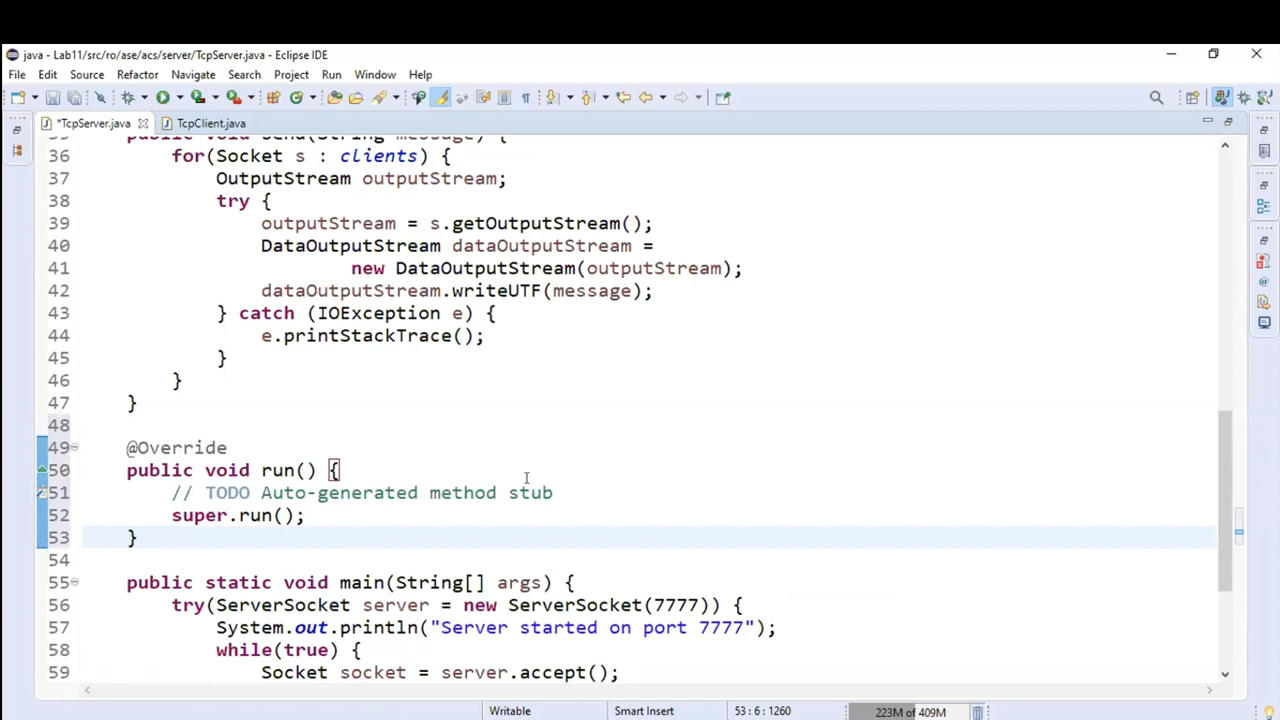 java - Lab11/src/ro/ase/acs/server/TcpServer.java - Eclipse IDE
File Edit Source Refactor Navigate Search Project Run Window Help
*TcpServer.java TcpClient.java
public void send(String message) {
36 for(Socket s : clients) {
37 OutputStream outputStream;
38 try {
39 outputStream = s.getOutputStream();
40 DataOutputStream dataOutputStream =
41 new DataOutputStream(outputStream);
42 dataOutputStream.writeUTF(message);
43 } catch (IOException e) {
44 e.printStackTrace();
45 }
46 }
47 }
48
49 @Override
50 public void run() {
51 // TODO Auto-generated method stub
52 super.run();
53 }
54
55 public static void main(String[] args) {
56 try(ServerSocket server = new ServerSocket(7777)) {
57 System.out.println("Server started on port 7777");
58 while(true) {
59 Socket socket = server.accept();
Writable Smart Insert 53 : 6 : 1260 223M of 409M